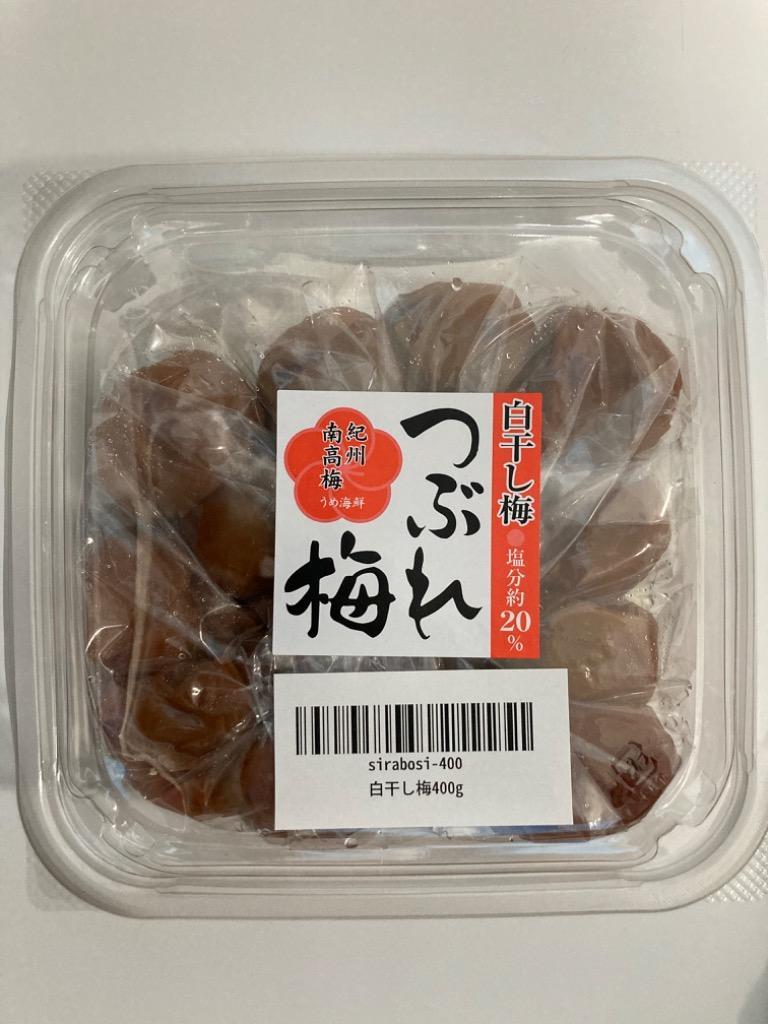 白干し梅
塩分約20%
つぶれ
梅
紀州
南高梅
うめ海鮮
sirabosi-400
白干し梅400g